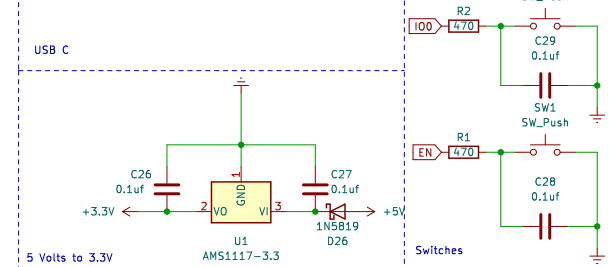 R2
IO0
470
C29
0.1uf
USB C
SW1
SW_Push
R1
EN
470
1
GND
C26
0.1uf
C27
0.1uf
C28
0.1uf
+3.3V
2
VO
VI
3
+5V
1N5819
D26
U1
AMS1117-3.3
5 Volts to 3.3V
Switches